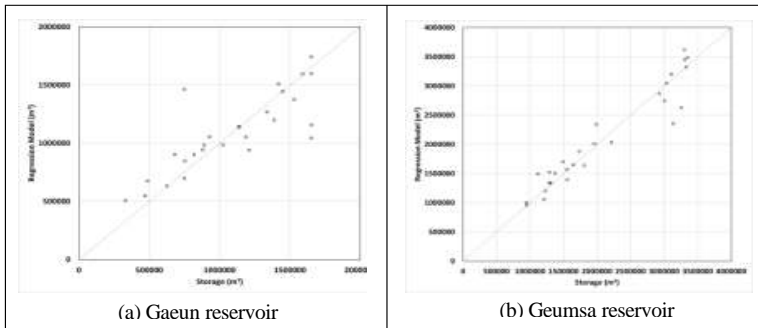 2000000
1500000
1000000
500000
0
Regression Model (m³)
0 500000 1000000 1500000 20000
Storage (m³)
(a) Gaeun reservoir
4000000
3500000
3000000
2500000
2000000
1500000
1000000
500000
0
Regression Model (m³)
0 500000 1000000 1500000 2000000 2500000 3000000 3500000 4000000
Storage (m³)
(b) Geumsa reservoir